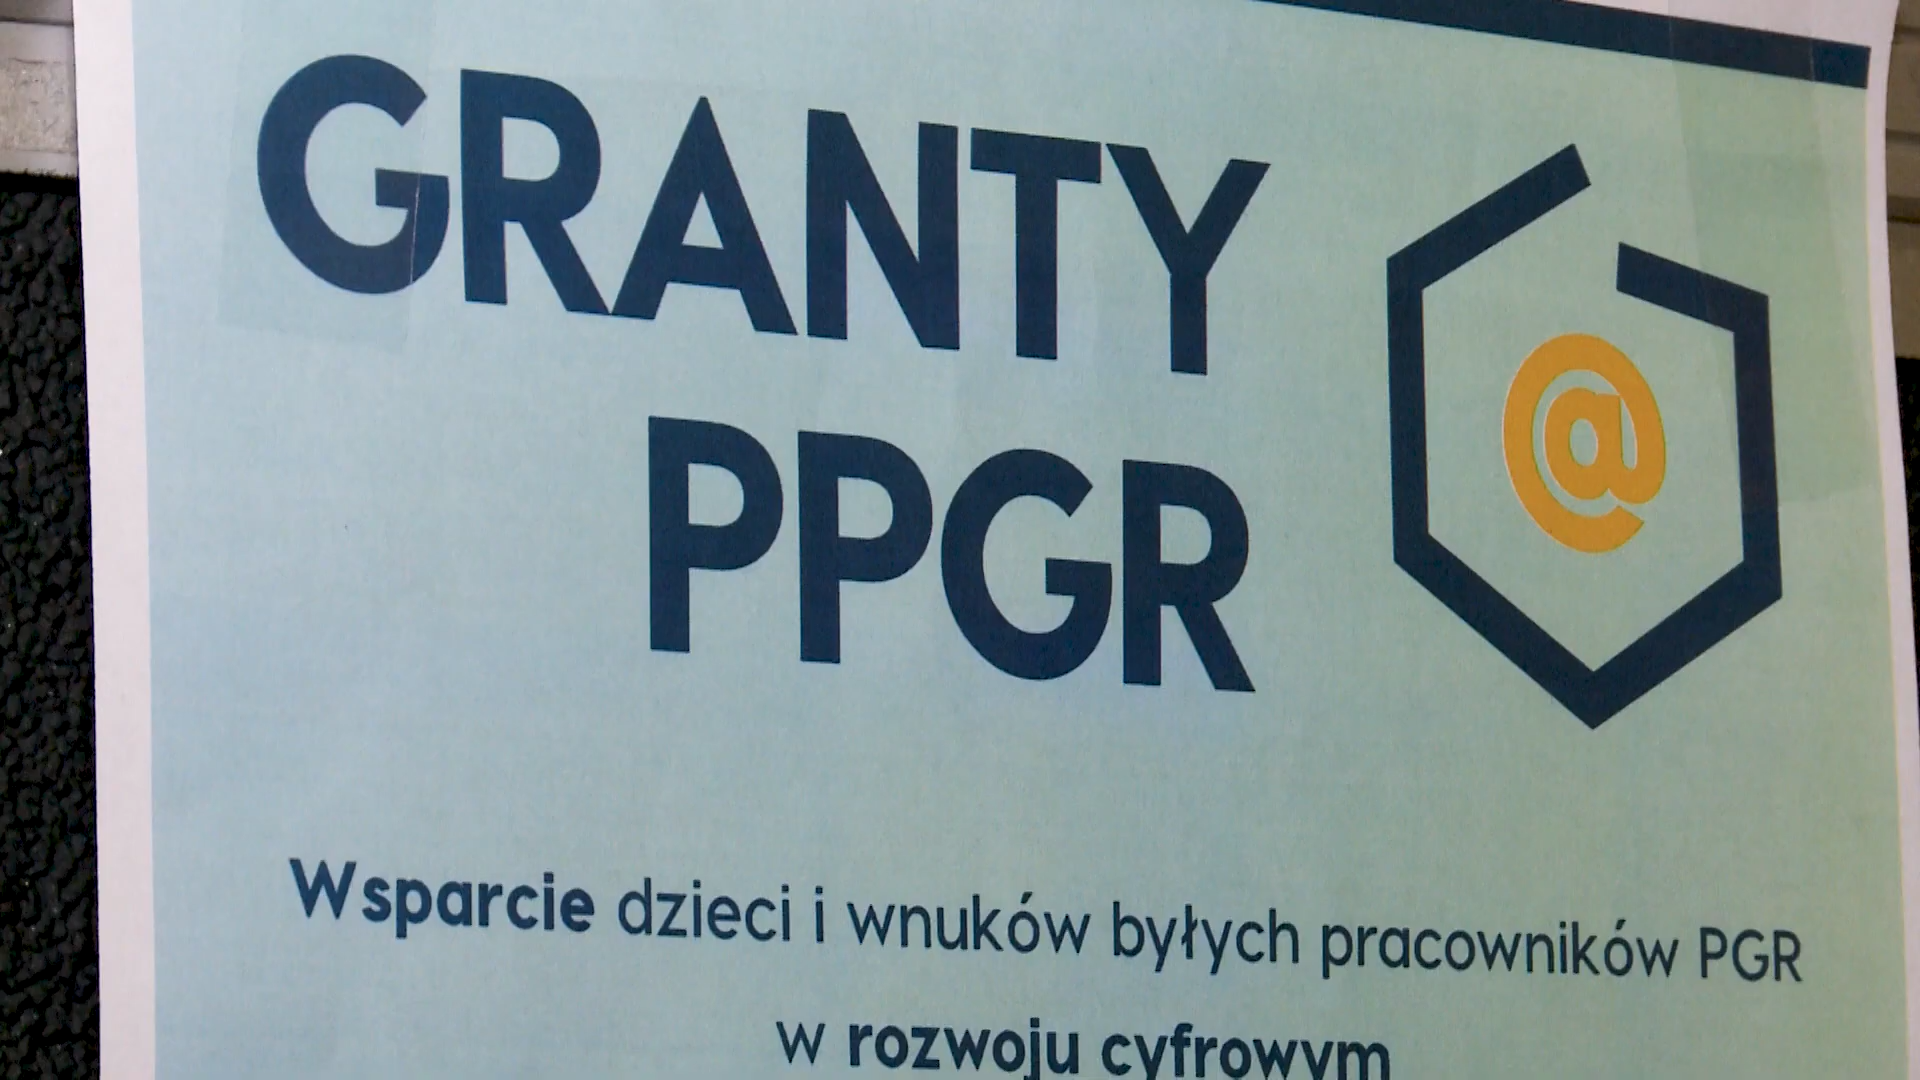 GRANTY
PPGR
@
Wsparcie dzieci i wnuków byłych pracowników PGR
w rozwoju cyfrowym